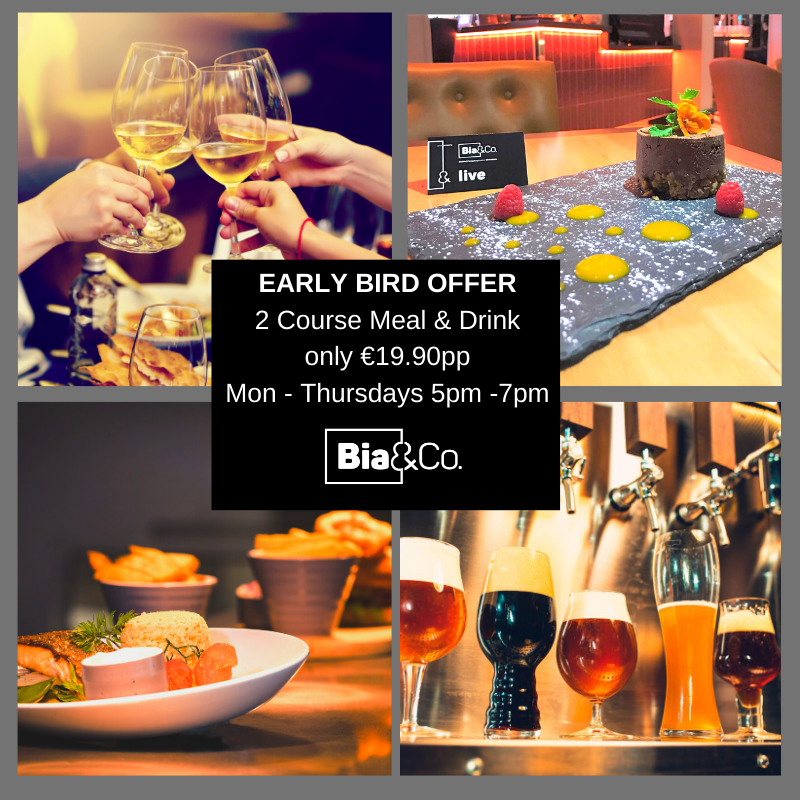 Bia&Co.
& live
EARLY BIRD OFFER
2 Course Meal & Drink
only €19.90pp
Mon - Thursdays 5pm -7pm
Bia&Co.